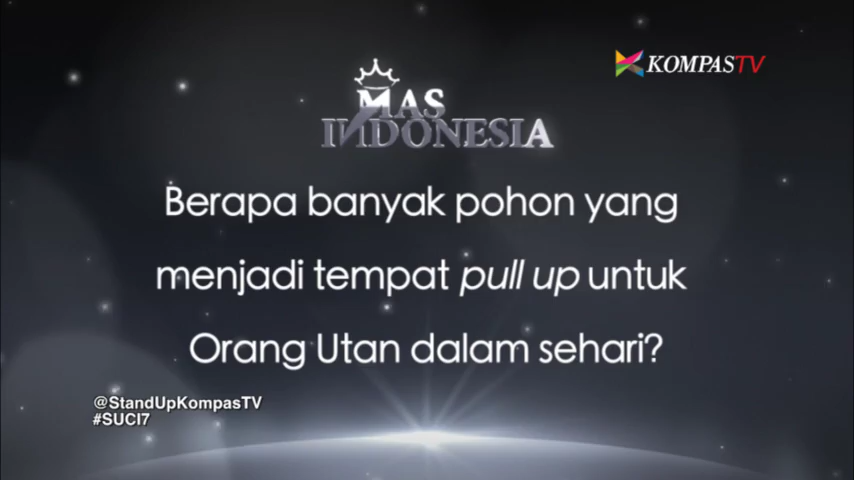 KOMPASTV
MAS
INDONESIA
Berapa banyak pohon yang
menjadi tempat pull up untuk
Orang Utan dalam sehari?
@StandUpKompasTV
#SUCI7